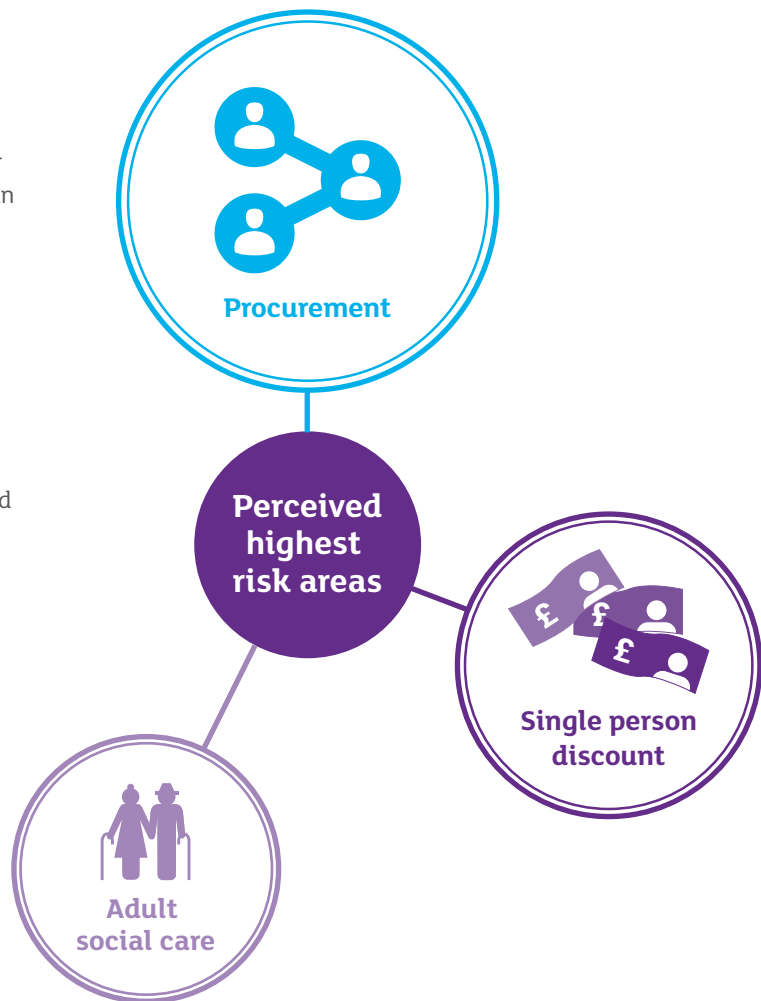 n
d
Procurement
Perceived
highest
risk areas
£
£
£
Single person
discount
Adult
social care